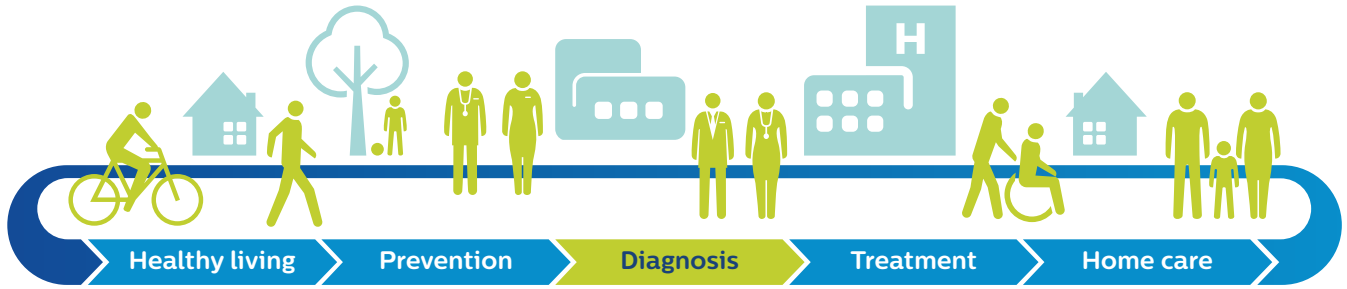 H
Healthy living
Prevention
Diagnosis
Treatment
Home care